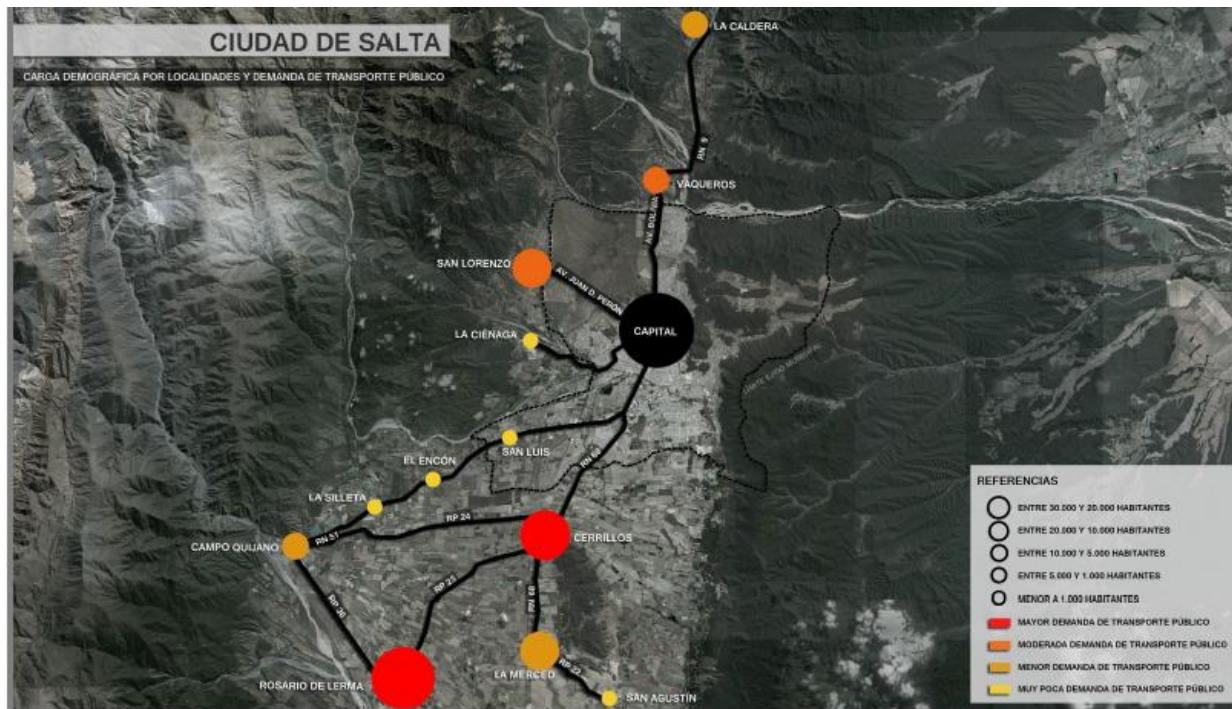 CIUDAD DE SALTA
CARGA DEMOGRÁFICA POR LOCALIDADES Y DEMANDA DE TRANSPORTE PÚBLICO
LA CALDERA
RN 9
VAQUEROS
AV. BOLIVIA
SAN LORENZO
AV. JUAN D. PERÓN
CAPITAL
LA CIÉNAGA
LIMITE EJIDO MUNICIPAL
SAN LUIS
RN 68
EL ENCÓN
LA SILLETA
RP 24
RN 51
CAMPO QUIJANO
CERRILLOS
RP 23
RN 68
RP 36
LA MERCED
RP 22
ROSARIO DE LERMA
SAN AGUSTÍN
REFERENCIAS
ENTRE 30.000 Y 20.000 HABITANTES
ENTRE 20.000 Y 10.000 HABITANTES
ENTRE 10.000 Y 5.000 HABITANTES
ENTRE 5.000 Y 1.000 HABITANTES
MENOR A 1.000 HABITANTES
MAYOR DEMANDA DE TRANSPORTE PÚBLICO
MODERADA DEMANDA DE TRANSPORTE PÚBLICO
MENOR DEMANDA DE TRANSPORTE PÚBLICO
MUY POCA DEMANDA DE TRANSPORTE PÚBLICO